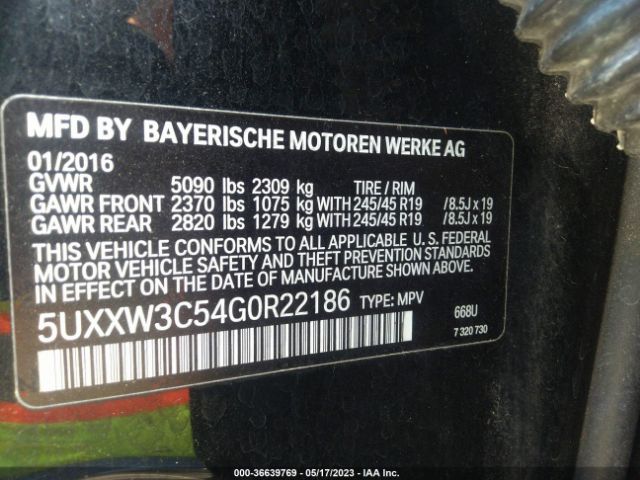 MFD BY BAYERISCHE MOTOREN WERKE AG
01/2016
GVWR 5090 lbs 2309 kg TIRE / RIM
GAWR FRONT 2370 lbs 1075 kg WITH 245/45 R19 /8.5J x 19
GAWR REAR 2820 lbs 1279 kg WITH 245/45 R19 /8.5J x 19
THIS VEHICLE CONFORMS TO ALL APPLICABLE U. S. FEDERAL
MOTOR VEHICLE SAFETY, BUMPER, AND THEFT PREVENTION STANDARDS
IN EFFECT ON THE DATE OF MANUFACTURE SHOWN ABOVE.
5UXXW3C54G0R22186 TYPE: MPV 668U
7 320 730
000-36639769 - 05/17/2023 - IAA Inc.